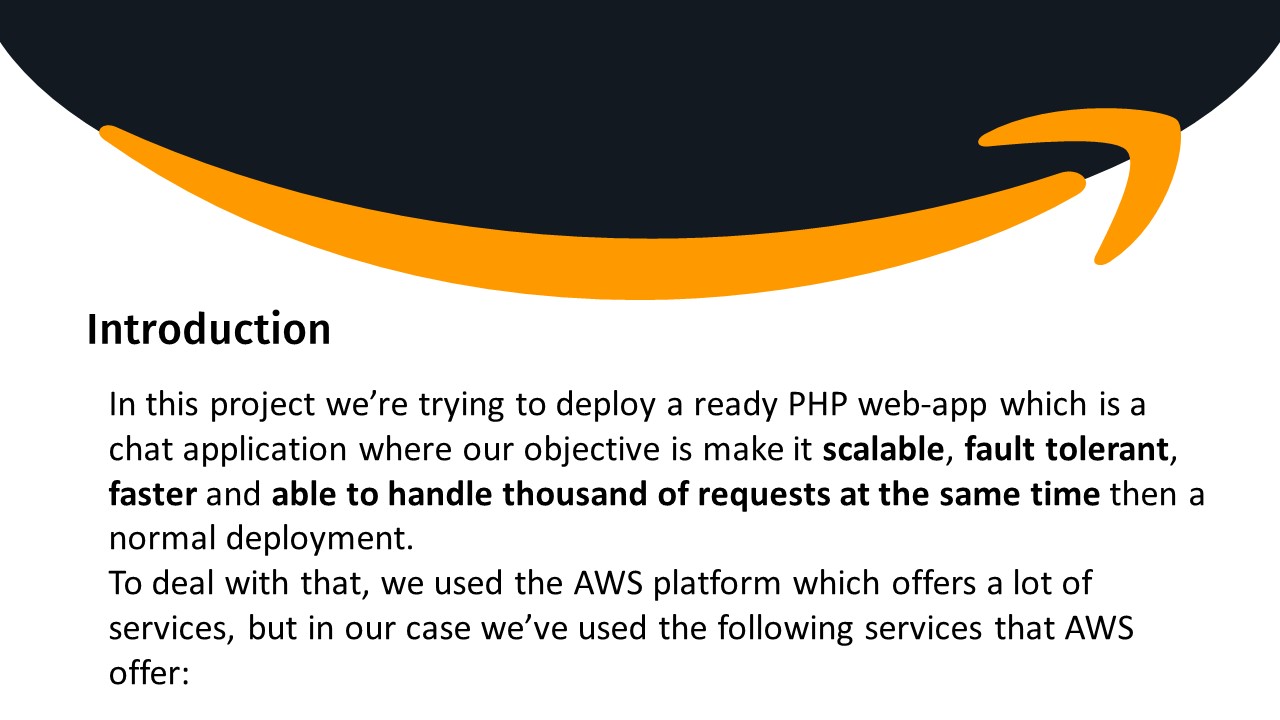 Introduction
In this project we’re trying to deploy a ready PHP web-app which is a
chat application where our objective is make it scalable, fault tolerant,
faster and able to handle thousand of requests at the same time then a
normal deployment.
To deal with that, we used the AWS platform which offers a lot of
services, but in our case we’ve used the following services that AWS
offer: